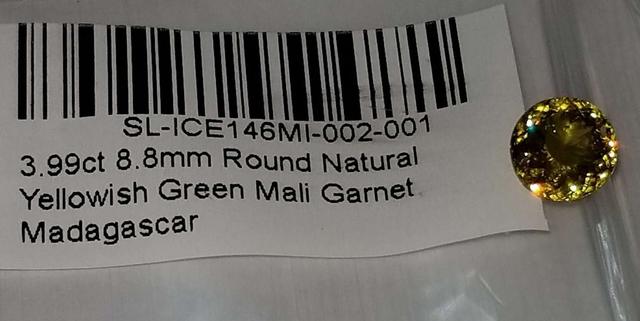 SL-ICE146MI-002-001
3.99ct 8.8mm Round Natural
Yellowish Green Mali Garnet
Madagascar